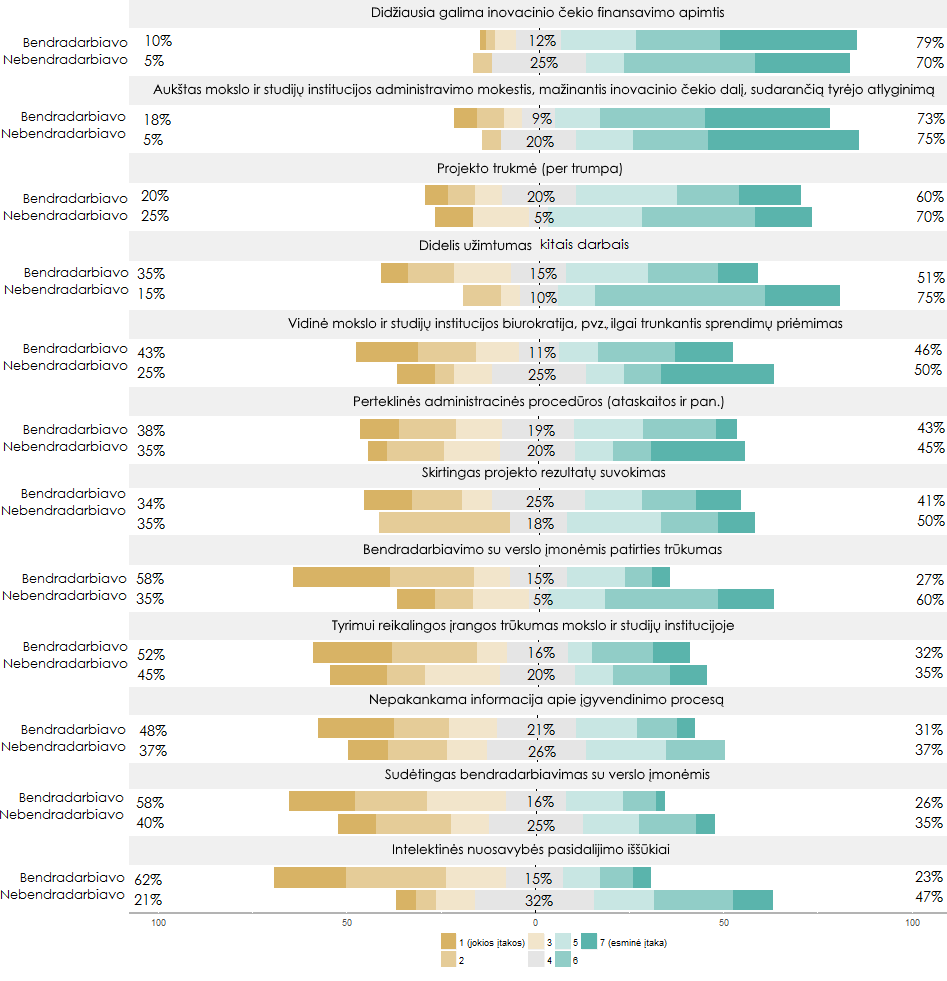 Didžiausia galima inovacinio čekio finansavimo apimtis
Bendradarbiavo 10% 12% 79%
Nebendradarbiavo 5% 25% 70%
Aukštas mokslo ir studijų institucijos administravimo mokestis, mažinantis inovacinio čekio dalį, sudarančią tyrėjo atlyginimą
Bendradarbiavo 18% 9% 73%
Nebendradarbiavo 5% 20% 75%
Projekto trukmė (per trumpa)
Bendradarbiavo 20% 20% 60%
Nebendradarbiavo 25% 5% 70%
Didelis užimtumas kitais darbais
Bendradarbiavo 35% 15% 51%
Nebendradarbiavo 15% 10% 75%
Vidinė mokslo ir studijų institucijos biurokratija, pvz., ilgai trunkantis sprendimų priėmimas
Bendradarbiavo 43% 11% 46%
Nebendradarbiavo 25% 25% 50%
Perteklinės administracinės procedūros (ataskaitos ir pan.)
Bendradarbiavo 38% 19% 43%
Nebendradarbiavo 35% 20% 45%
Skirtingas projekto rezultatų suvokimas
Bendradarbiavo 34% 25% 41%
Nebendradarbiavo 35% 18% 50%
Bendradarbiavimo su verslo įmonėmis patirties trūkumas
Bendradarbiavo 58% 15% 27%
Nebendradarbiavo 35% 5% 60%
Tyrimui reikalingos įrangos trūkumas mokslo ir studijų institucijoje
Bendradarbiavo 52% 16% 32%
Nebendradarbiavo 45% 20% 35%
Nepakankama informacija apie įgyvendinimo procesą
Bendradarbiavo 48% 21% 31%
Nebendradarbiavo 37% 26% 37%
Sudėtingas bendradarbiavimas su verslo įmonėmis
Bendradarbiavo 58% 16% 26%
Nebendradarbiavo 40% 25% 35%
Intelektinės nuosavybės pasidalijimo iššūkiai
Bendradarbiavo 62% 15% 23%
Nebendradarbiavo 21% 32% 47%
100 50 0 50 100
1 (jokios įtakos) 3 5 7 (esminė įtaka)
2 4 6